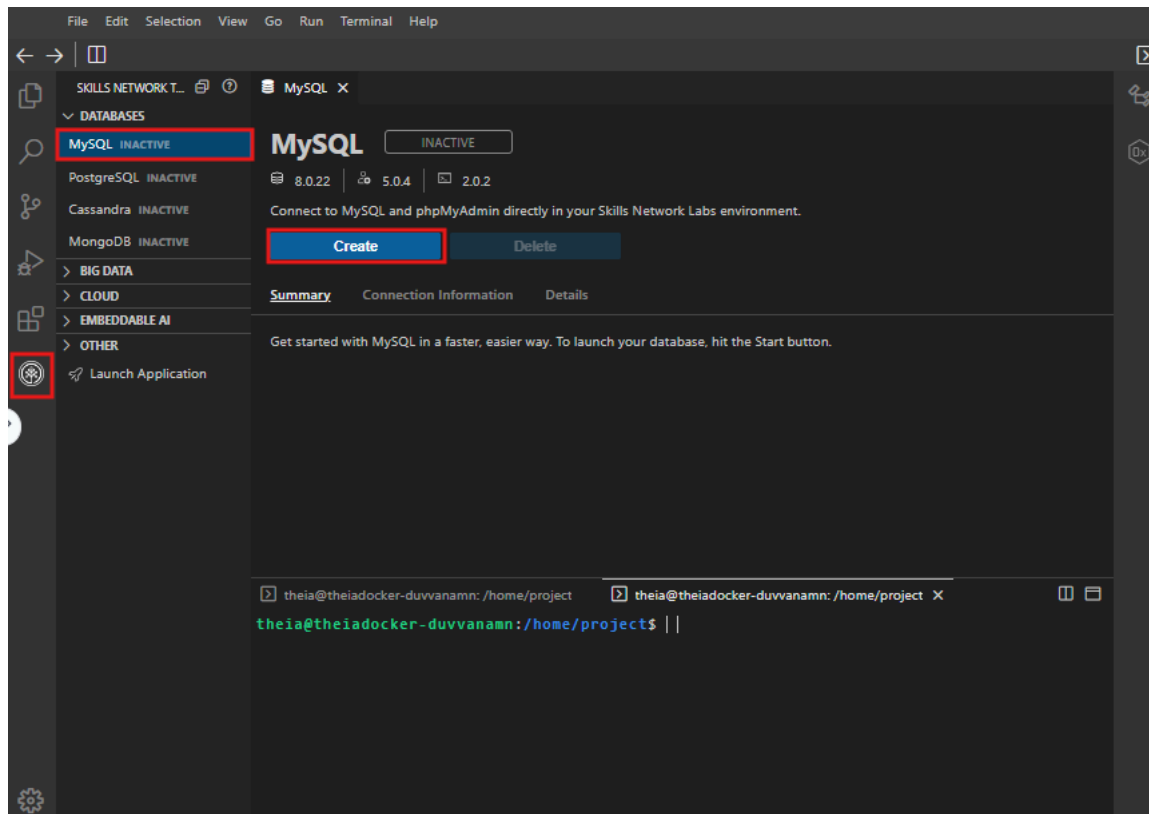 File Edit Selection View Go Run Terminal Help
SKILLS NETWORK T...
DATABASES
MySQL INACTIVE
PostgreSQL INACTIVE
Cassandra INACTIVE
MongoDB INACTIVE
BIG DATA
CLOUD
EMBEDDABLE AI
OTHER
Launch Application
MySQL
MySQL INACTIVE
8.0.22 5.0.4 2.0.2
Connect to MySQL and phpMyAdmin directly in your Skills Network Labs environment.
Create Delete
Summary Connection Information Details
Get started with MySQL in a faster, easier way. To launch your database, hit the Start button.
theia@theiadocker-duvvanamn: /home/project theia@theiadocker-duvvanamn: /home/project
theia@theiadocker-duvvanamn:/home/project$